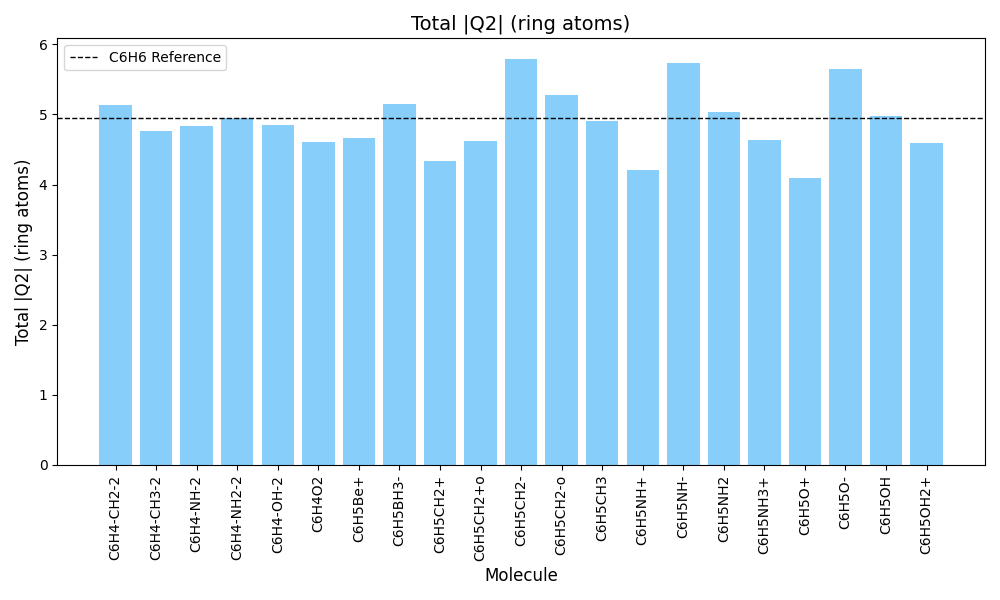 Total |Q2| (ring atoms)
C6H6 Reference
Total |Q2| (ring atoms)
6
5
4
3
2
1
0
C6H4-CH2-2
C6H4-CH3-2
C6H4-NH-2
C6H4-NH2-2
C6H4-OH-2
C6H4O2
C6H5Be+
C6H5BH3-
C6H5CH2+
C6H5CH2+o
C6H5CH2-
C6H5CH2-o
C6H5CH3
C6H5NH+
C6H5NH-
C6H5NH2
C6H5NH3+
C6H5O+
C6H5O-
C6H5OH
C6H5OH2+
Molecule